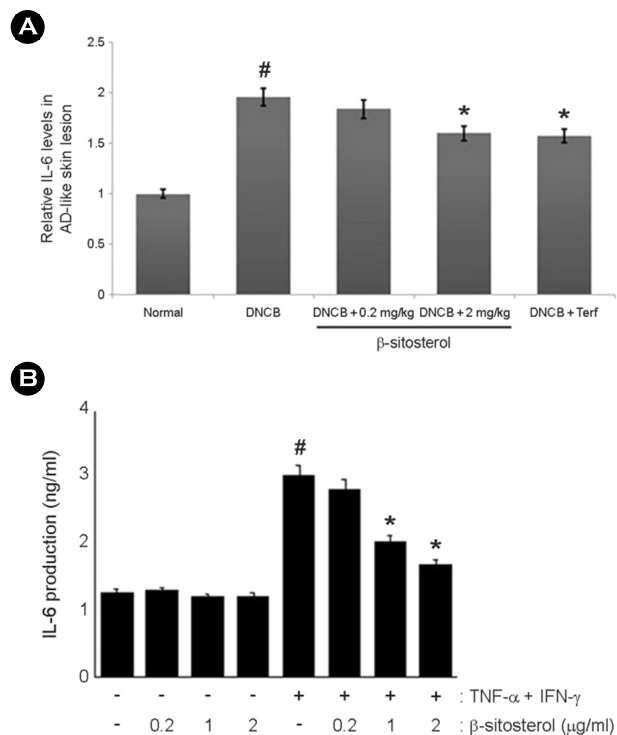 A
Relative IL-6 levels in
AD-like skin lesion
2.5
2
1.5
1
0.5
0
#
*
*
Normal
DNCB
DNCB + 0.2 mg/kg
DNCB + 2 mg/kg
DNCB + Terf
β-sitosterol
B
IL-6 production (ng/ml)
4
3
2
1
0
#
*
*
- - - - + + + + : TNF-α + IFN-γ
- 0.2 1 2 - 0.2 1 2 : β-sitosterol (μg/ml)